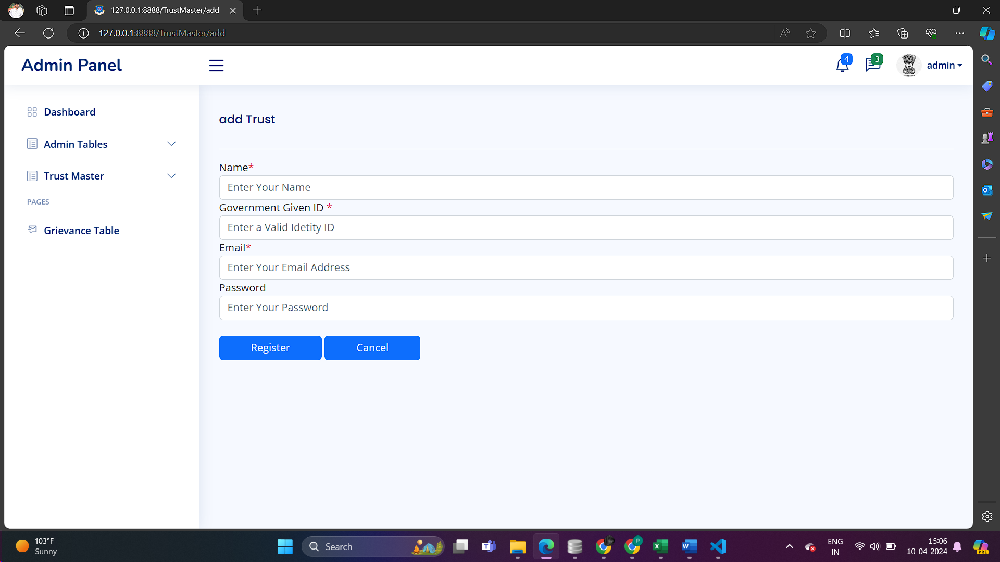 127.0.0.1:8888/TrustMaster/add
127.0.0.1:8888/TrustMaster/add
Admin Panel
4
3
admin
Dashboard
Admin Tables
Trust Master
PAGES
Grievance Table
add Trust
Name*
Enter Your Name
Government Given ID *
Enter a Valid Idetity ID
Email*
Enter Your Email Address
Password
Enter Your Password
Register
Cancel
103°F
Sunny
Search
P
ENG
IN
15:06
10-04-2024
PRE